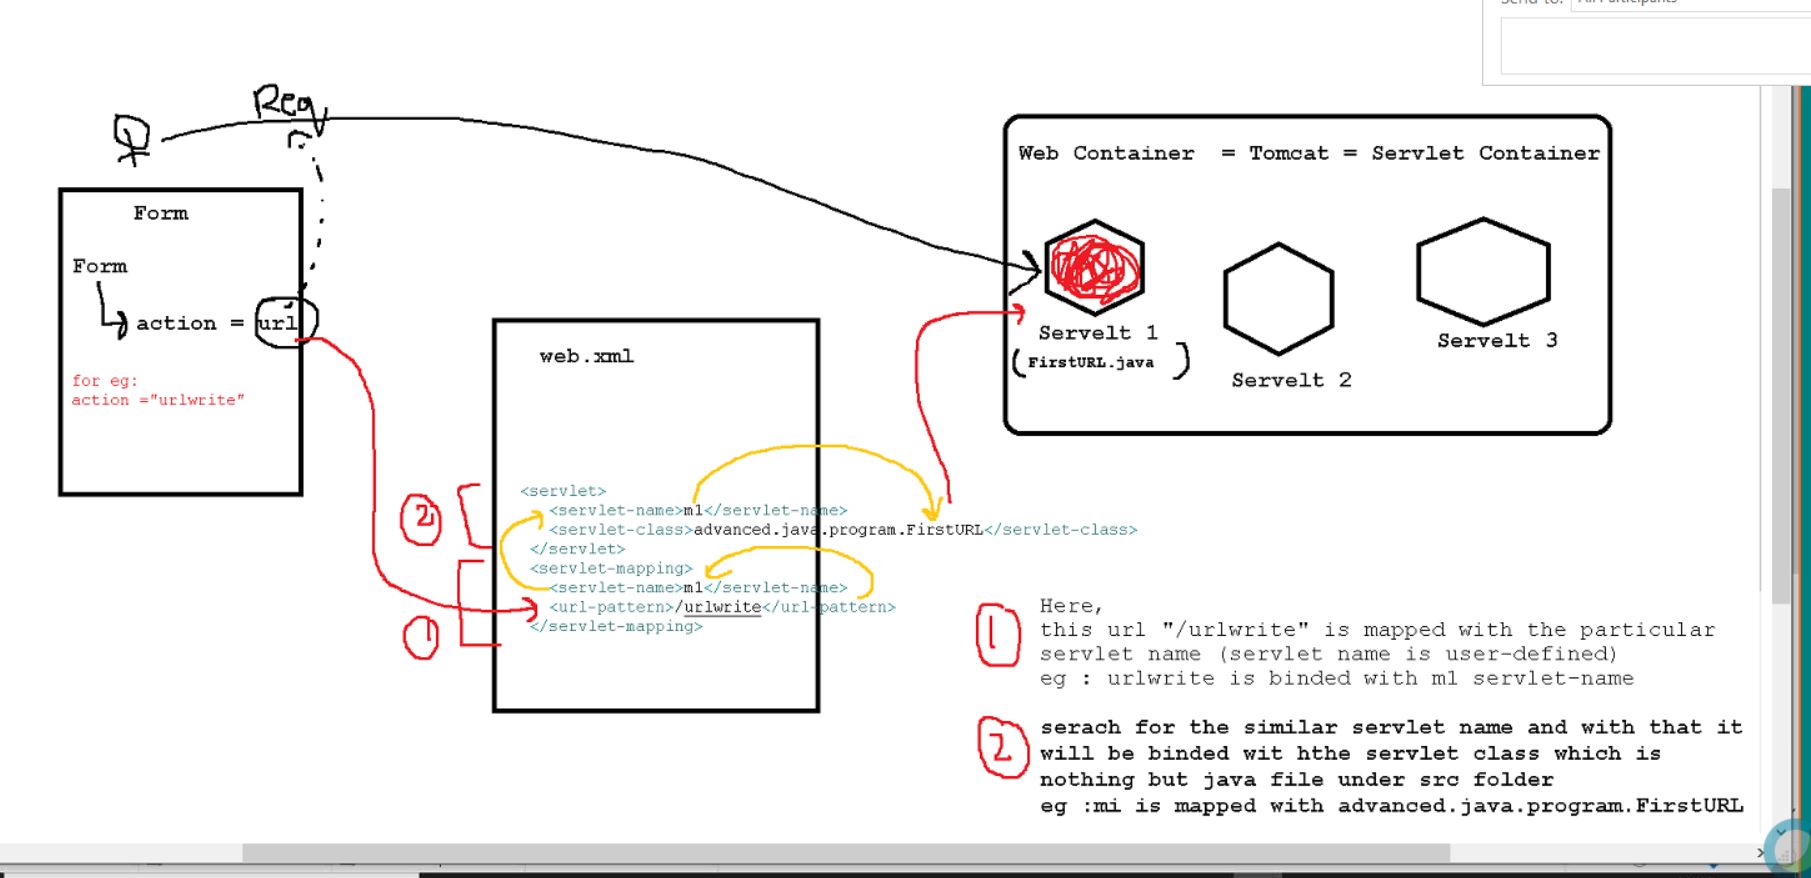 Send to: All Participants
Req
Form
Form
action = url
for eg:
action ="urlwrite"
Web Container = Tomcat = Servlet Container
Servelt 1
(FirstURL.java)
Servelt 2
Servelt 3
web.xml
2
<servlet>
<servlet-name>m1</servlet-name>
<servlet-class>advanced.java.program.FirstURL</servlet-class>
</servlet>
<servlet-mapping>
<servlet-name>m1</servlet-name>
<url-pattern>/urlwrite</url-pattern>
</servlet-mapping>
1
1
Here,
this url "/urlwrite" is mapped with the particular
servlet name (servlet name is user-defined)
eg : urlwrite is binded with m1 servlet-name
2
serach for the similar servlet name and with that it
will be binded wit hthe servlet class which is
nothing but java file under src folder
eg :mi is mapped with advanced.java.program.FirstURL